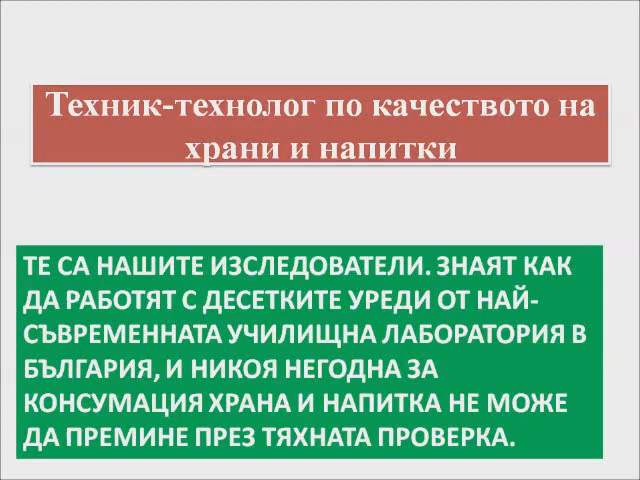 Техник-технолог по качеството на
храни и напитки
ТЕ СА НАШИТЕ ИЗСЛЕДОВАТЕЛИ. ЗНАЯТ КАК
ДА РАБОТЯТ С ДЕСЕТКИТЕ УРЕДИ ОТ НАЙ-
СЪВРЕМЕННАТА УЧИЛИЩНА ЛАБОРАТОРИЯ В
БЪЛГАРИЯ, И НИКОЯ НЕГОДНА ЗА
КОНСУМАЦИЯ ХРАНА И НАПИТКА НЕ МОЖЕ
ДА ПРЕМИНЕ ПРЕЗ ТЯХНАТА ПРОВЕРКА.